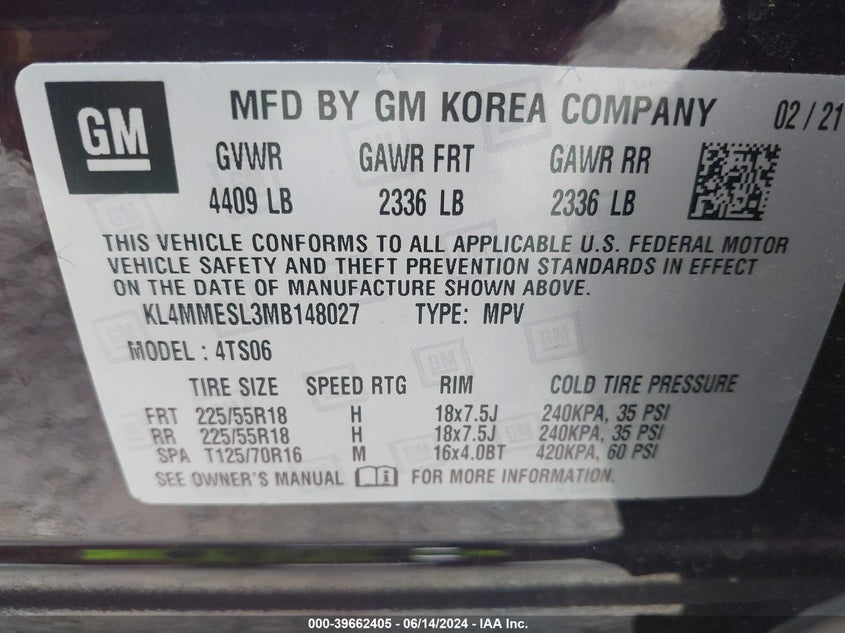 GM
MFD BY GM KOREA COMPANY 02/21
GVWR GAWR FRT GAWR RR
4409 LB 2336 LB 2336 LB
THIS VEHICLE CONFORMS TO ALL APPLICABLE U.S. FEDERAL MOTOR
VEHICLE SAFETY AND THEFT PREVENTION STANDARDS IN EFFECT
ON THE DATE OF MANUFACTURE SHOWN ABOVE.
KL4MMESL3MB148027 TYPE: MPV
MODEL : 4TS06
TIRE SIZE SPEED RTG RIM COLD TIRE PRESSURE
FRT 225/55R18 H 18x7.5J 240KPA, 35 PSI
RR 225/55R18 H 18x7.5J 240KPA, 35 PSI
SPA T125/70R16 M 16x4.0BT 420KPA, 60 PSI
SEE OWNER'S MANUAL FOR MORE INFORMATION.
000-39662405 - 06/14/2024 - IAA Inc.